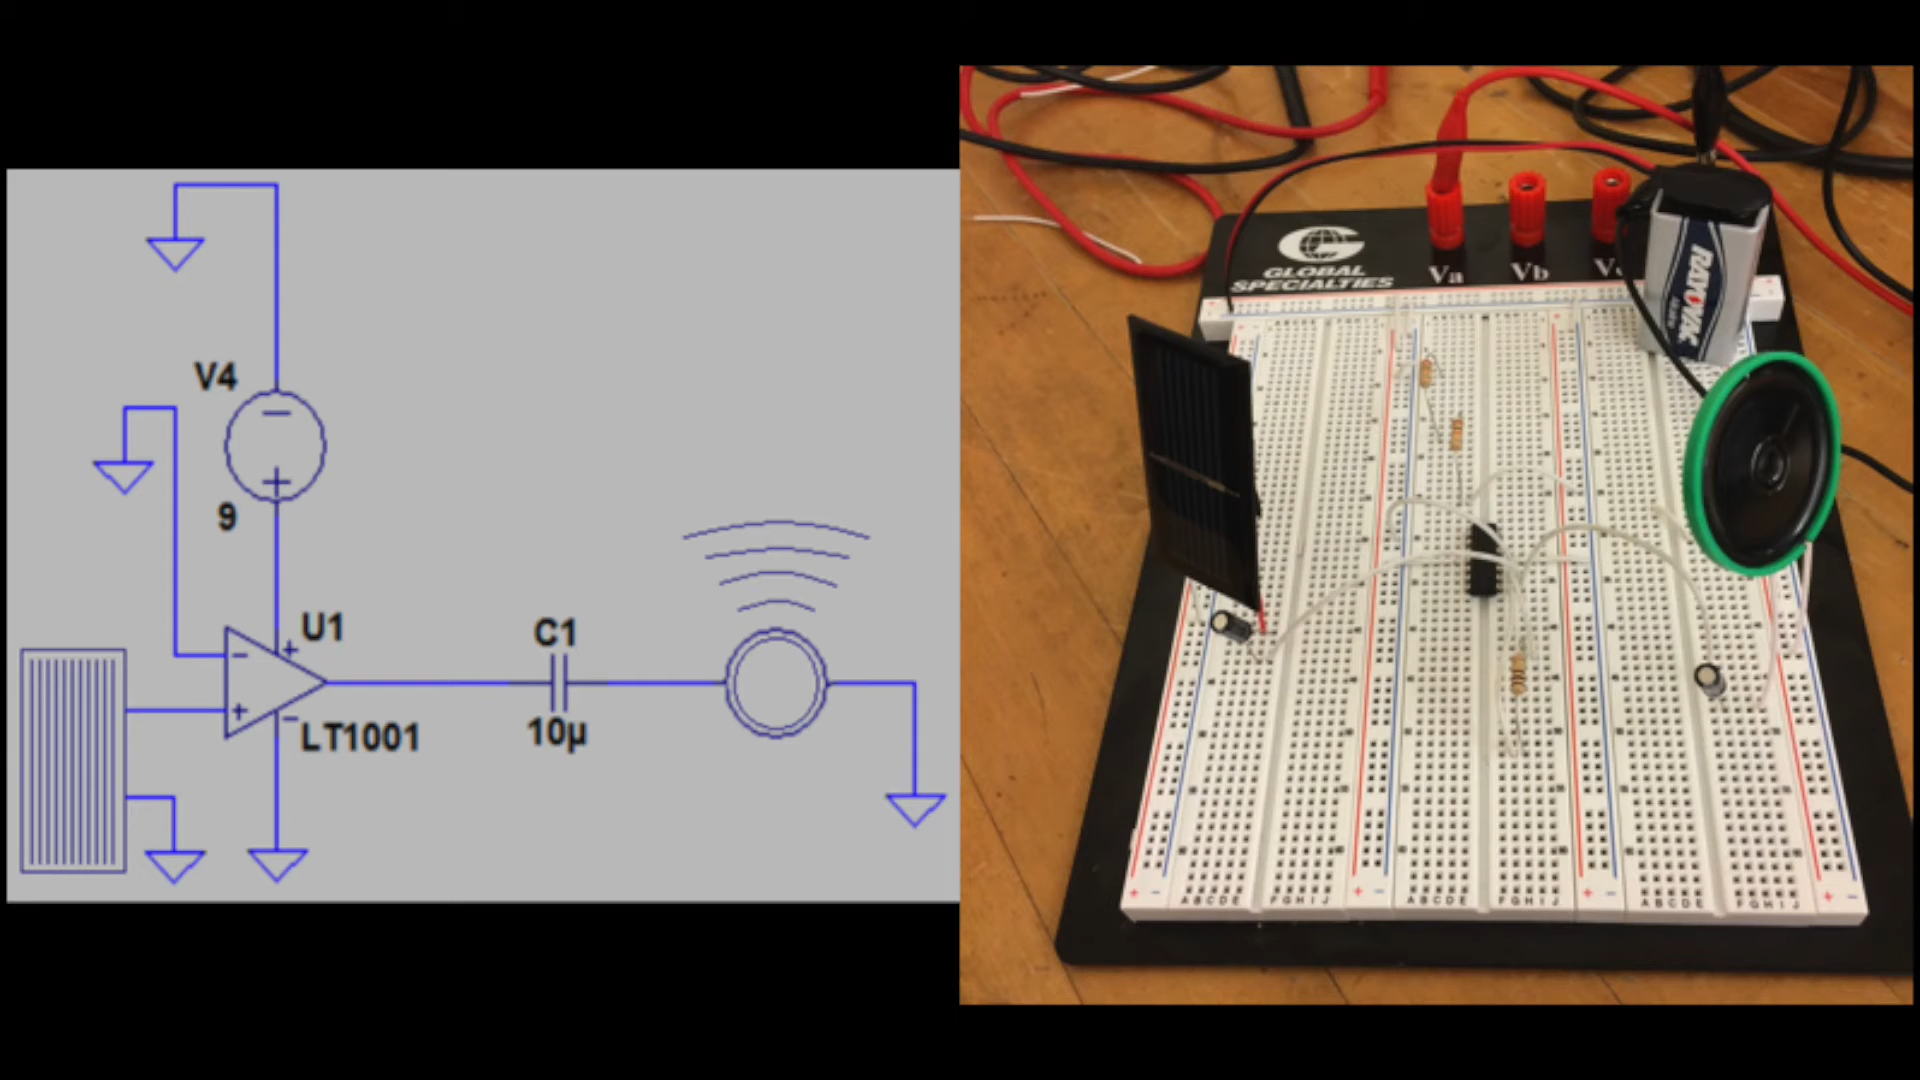 V4
9
U1
LT1001
C1
10µ
GLOBAL
SPECIALTIES
Va
Vb
RAYOVAC
A B C D E
F G H I J
A B C D E
F G H I J
A B C D E
F G H I J